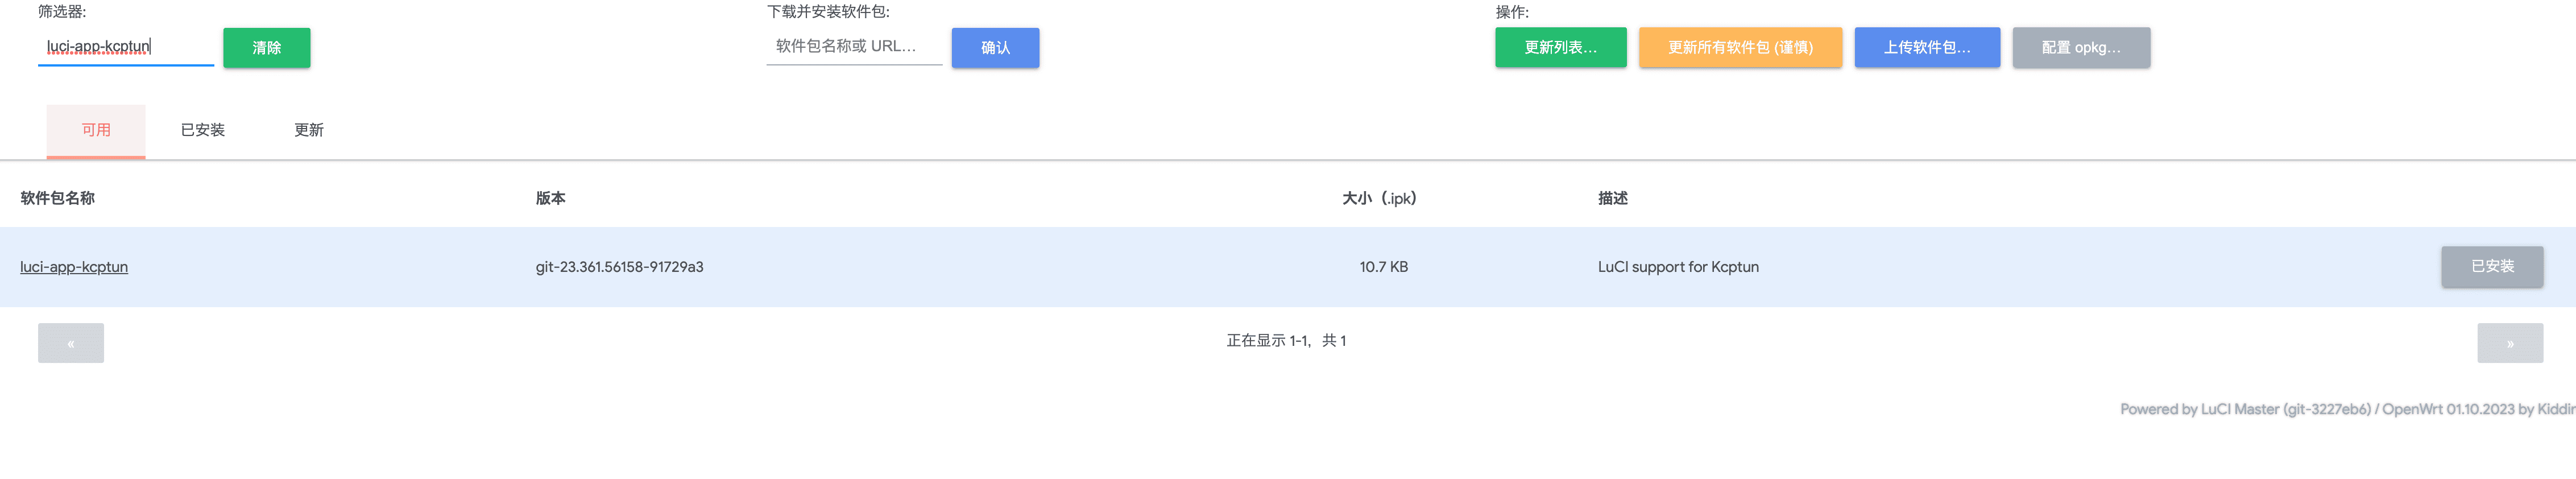 筛选器:
下载并安装软件包:
操作:
luci-app-kcptun
清除
软件包名称或 URL…
确认
更新列表…
更新所有软件包 (谨慎)
上传软件包…
配置 opkg…
可用
已安装
更新
软件包名称
版本
大小（.ipk）
描述
luci-app-kcptun
git-23.361.56158-91729a3
10.7 KB
LuCI support for Kcptun
已安装
«
正在显示 1-1，共 1
»
Powered by LuCI Master (git-3227eb6) / OpenWrt 01.10.2023 by